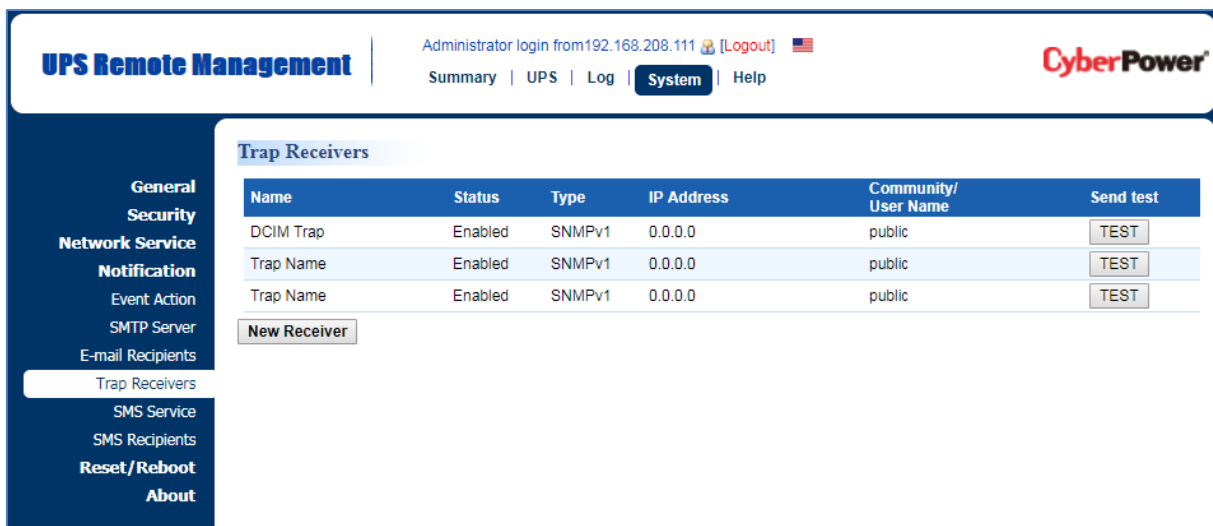 UPS Remote Management
Administrator login from192.168.208.111 [Logout]
Summary | UPS | Log | System | Help
CyberPower
General
Security
Network Service
Notification
Event Action
SMTP Server
E-mail Recipients
Trap Receivers
SMS Service
SMS Recipients
Reset/Reboot
About
Trap Receivers
Name Status Type IP Address Community/ User Name Send test
DCIM Trap Enabled SNMPv1 0.0.0.0 public TEST
Trap Name Enabled SNMPv1 0.0.0.0 public TEST
Trap Name Enabled SNMPv1 0.0.0.0 public TEST
New Receiver